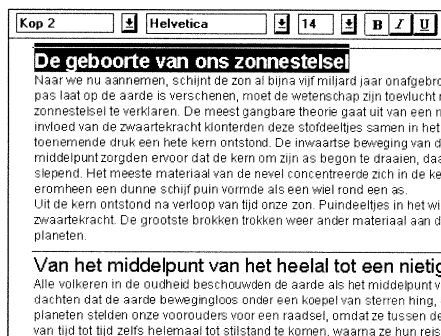 Kop 2 Helvetica 14 B I U
De geboorte van ons zonnestelsel
Naar we nu aannemen, schijnt de zon al bijna vijf miljard jaar
pas laat op de aarde is verschenen, moet de wetenschap zijn toevlucht
zonnestelsel te verklaren. De meest gangbare theorie gaat uit van een
invloed van de zwaartekracht klonterden deze stofdeeltjes samen in het
toenemende druk een hete kern ontstond. De inwaartse beweging van
middelpunt zorgden ervoor dat de kern om zijn as begon te draaien,
slepend. Het meeste materiaal van de nevel concentreerde zich in de
eromheen een dunne schijf puin vormde als een wiel rond een as.
Uit de kern ontstond na verloop van tijd onze zon. Puindeeltjes in het
zwaartekracht. De grootste brokken trokken weer ander materiaal aan
planeten.
Van het middelpunt van het heelal tot een
Alle volkeren in de oudheid beschouwden de aarde als het middelpunt
dachten dat de aarde bewegingloos onder een koepel van sterren hing,
planeten stelden onze voorouders voor een raadsel, omdat ze tussen
van tijd tot tijd zelfs helemaal tot stilstand te komen, waarna ze hun